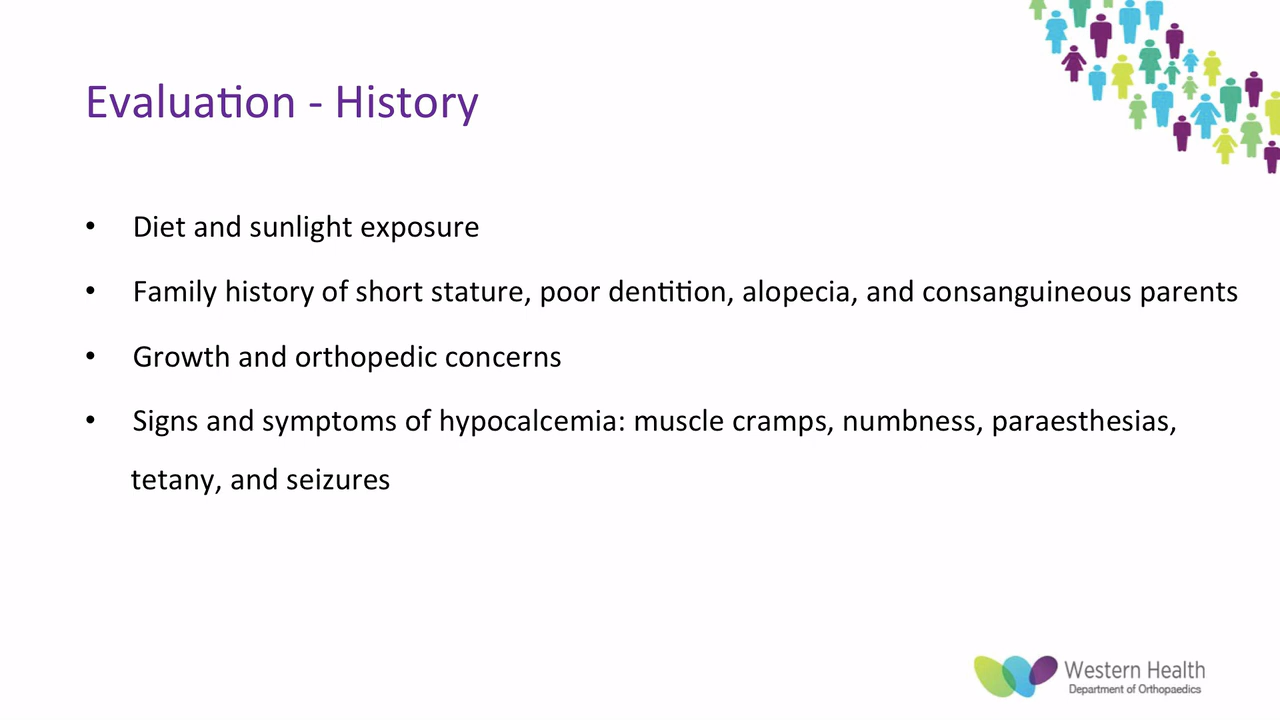 Evaluation - History
• Diet and sunlight exposure
• Family history of short stature, poor dentition, alopecia, and consanguineous parents
• Growth and orthopedic concerns
• Signs and symptoms of hypocalcemia: muscle cramps, numbness, paraesthesias,
tetany, and seizures
Western Health
Department of Orthopaedics